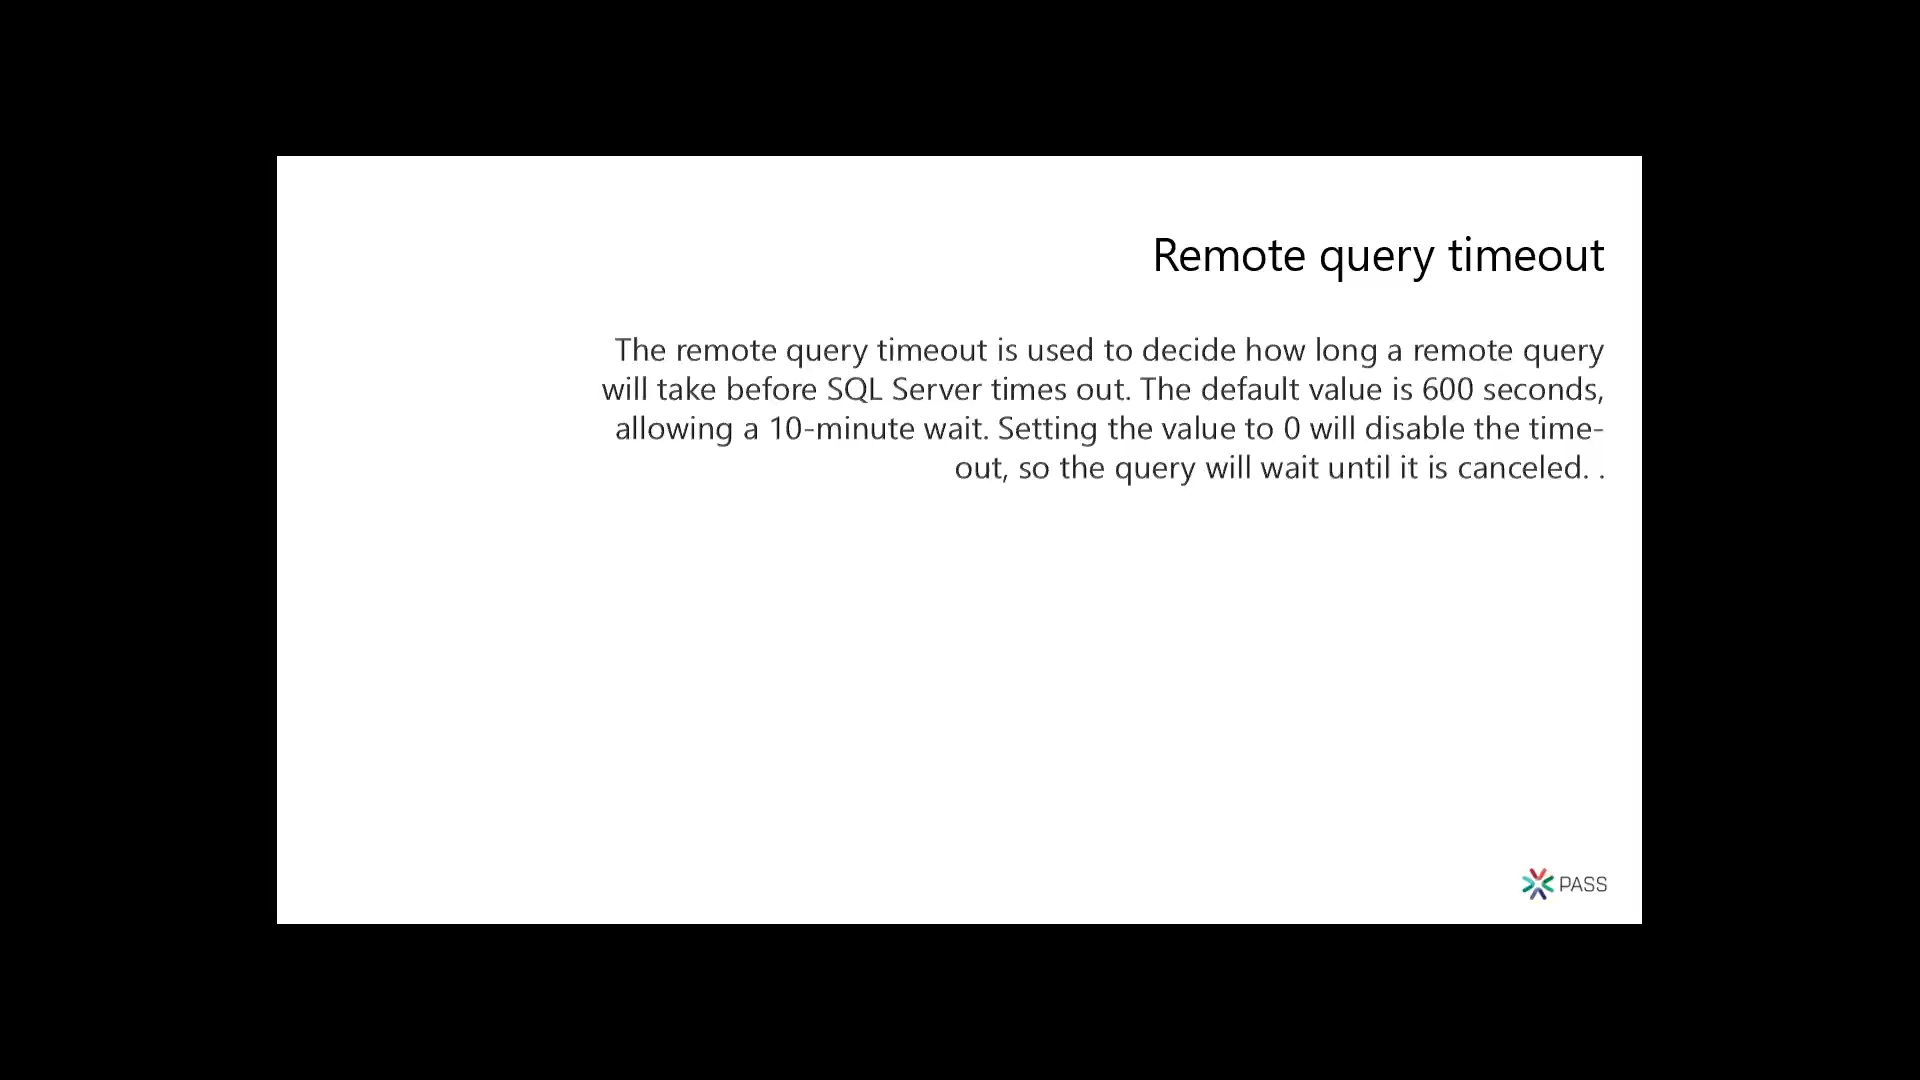 Remote query timeout
The remote query timeout is used to decide how long a remote query
will take before SQL Server times out. The default value is 600 seconds,
allowing a 10-minute wait. Setting the value to 0 will disable the time-
out, so the query will wait until it is canceled. .
PASS